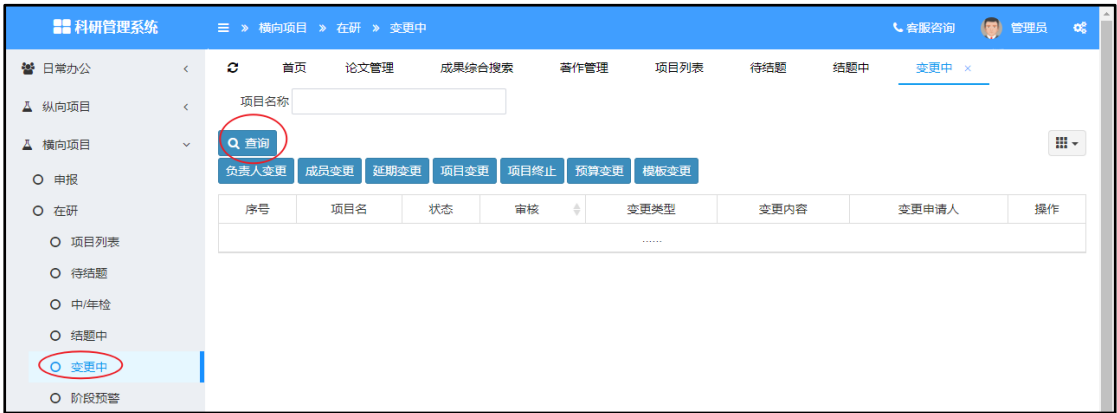 科研管理系统
横向项目 » 在研 » 变更中
客服咨询 管理员
日常办公
纵向项目
横向项目
申报
在研
项目列表
待结题
中/年检
结题中
变更中
阶段预警
首页 论文管理 成果综合搜索 著作管理 项目列表 待结题 结题中 变更中 ×
项目名称
查询
负责人变更 成员变更 延期变更 项目变更 项目终止 预算变更 模板变更
序号 项目名 状态 审核 变更类型 变更内容 变更申请人 操作
......